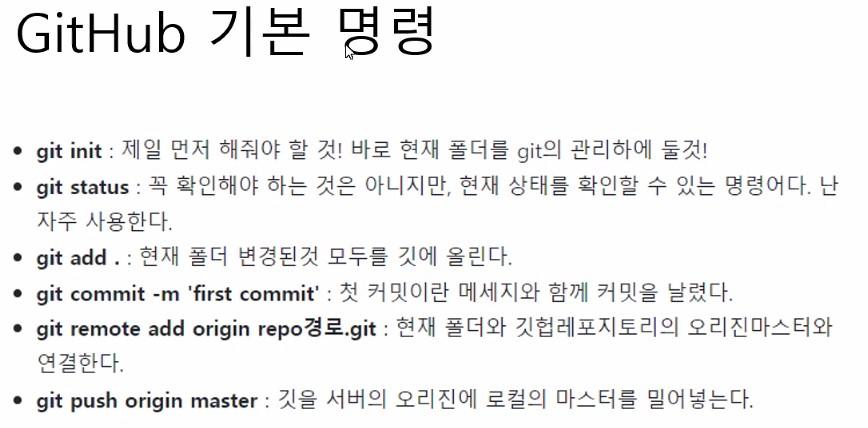 GitHub 기본 명령
• git init : 제일 먼저 해줘야 할 것! 바로 현재 폴더를 git의 관리하에 둘것!
• git status : 꼭 확인해야 하는 것은 아니지만, 현재 상태를 확인할 수 있는 명령어다. 난
자주 사용한다.
• git add . : 현재 폴더 변경된것 모두를 깃에 올린다.
• git commit -m 'first commit' : 첫 커밋이란 메세지와 함께 커밋을 날렸다.
• git remote add origin repo경로.git : 현재 폴더와 깃헙레포지토리의 오리진마스터와
연결한다.
• git push origin master : 깃을 서버의 오리진에 로컬의 마스터를 밀어넣는다.